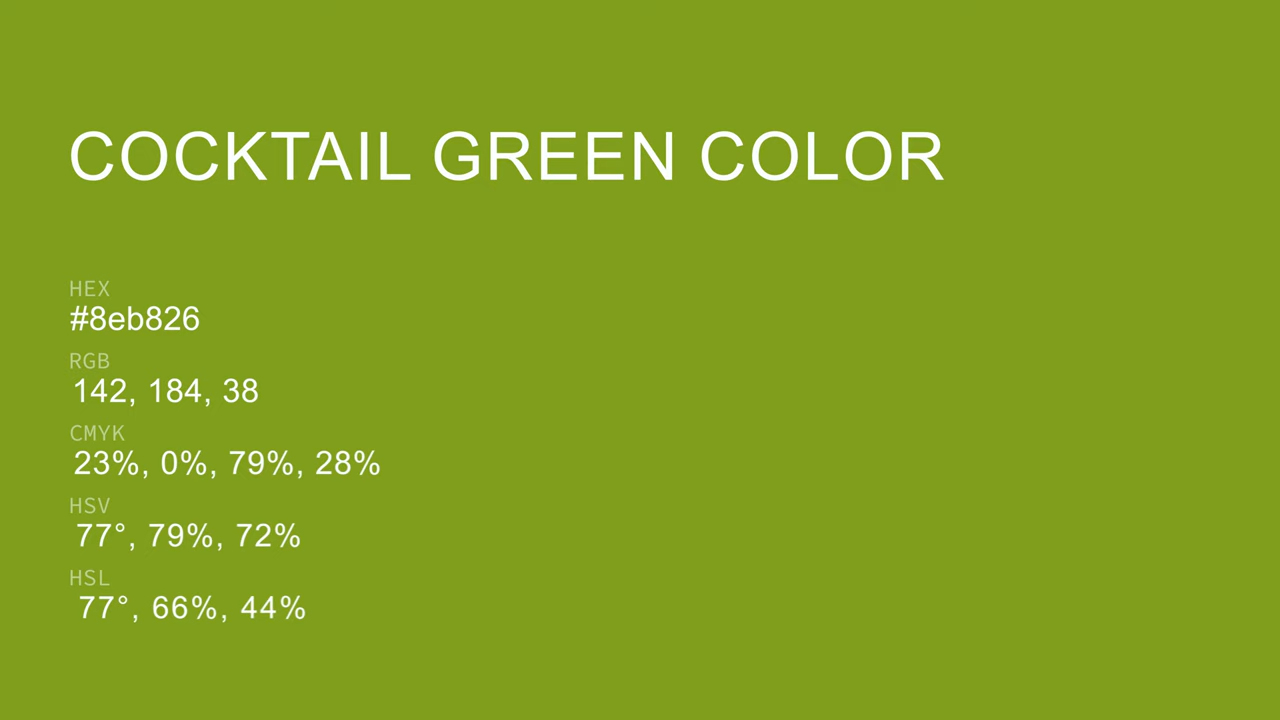 COCKTAIL GREEN COLOR
HEX
#8eb826
RGB
142, 184, 38
CMYK
23%, 0%, 79%, 28%
HSV
77°, 79%, 72%
HSL
77°, 66%, 44%